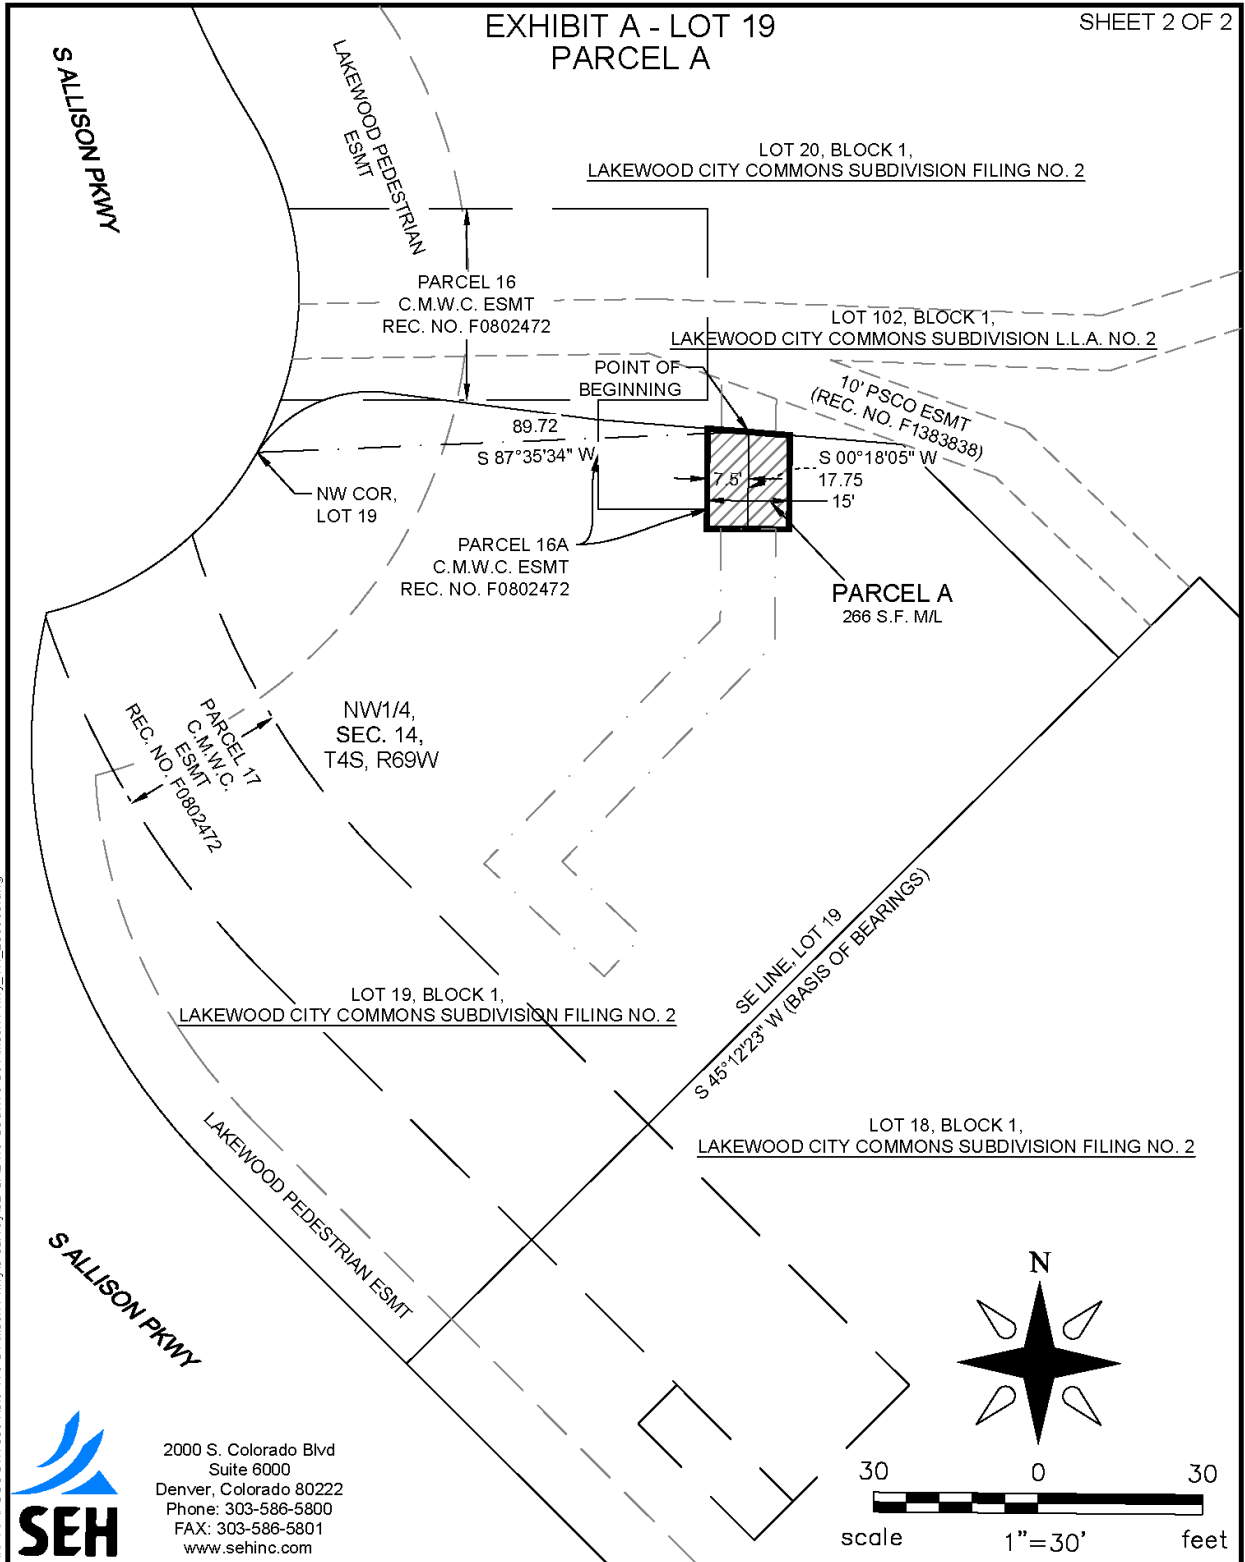 EXHIBIT A - LOT 19
PARCEL A
SHEET 2 OF 2
S ALLISON PKWY
LAKEWOOD PEDESTRIAN
ESMT
LOT 20, BLOCK 1,
LAKEWOOD CITY COMMONS SUBDIVISION FILING NO. 2
PARCEL 16
C.M.W.C. ESMT
REC. NO. F0802472
LOT 102, BLOCK 1,
LAKEWOOD CITY COMMONS SUBDIVISION L.L.A. NO. 2
POINT OF
BEGINNING
10' PSCO ESMT
(REC. NO. F1383838)
89.72
S 87°35'34" W
S 00°18'05" W
17.75
7.5'
15'
NW COR,
LOT 19
PARCEL 16A
C.M.W.C. ESMT
REC. NO. F0802472
PARCEL A
266 S.F. M/L
PARCEL 17
C.M.W.C.
ESMT
REC. NO. F0802472
NW1/4,
SEC. 14,
T4S, R69W
SE LINE, LOT 19
S 45°12'23" W (BASIS OF BEARINGS)
LOT 19, BLOCK 1,
LAKEWOOD CITY COMMONS SUBDIVISION FILING NO. 2
LOT 18, BLOCK 1,
LAKEWOOD CITY COMMONS SUBDIVISION FILING NO. 2
LAKEWOOD PEDESTRIAN ESMT
S ALLISON PKWY
N
SEH
2000 S. Colorado Blvd
Suite 6000
Denver, Colorado 80222
Phone: 303-586-5800
FAX: 303-586-5801
www.sehinc.com
30 0 30
scale 1"=30' feet